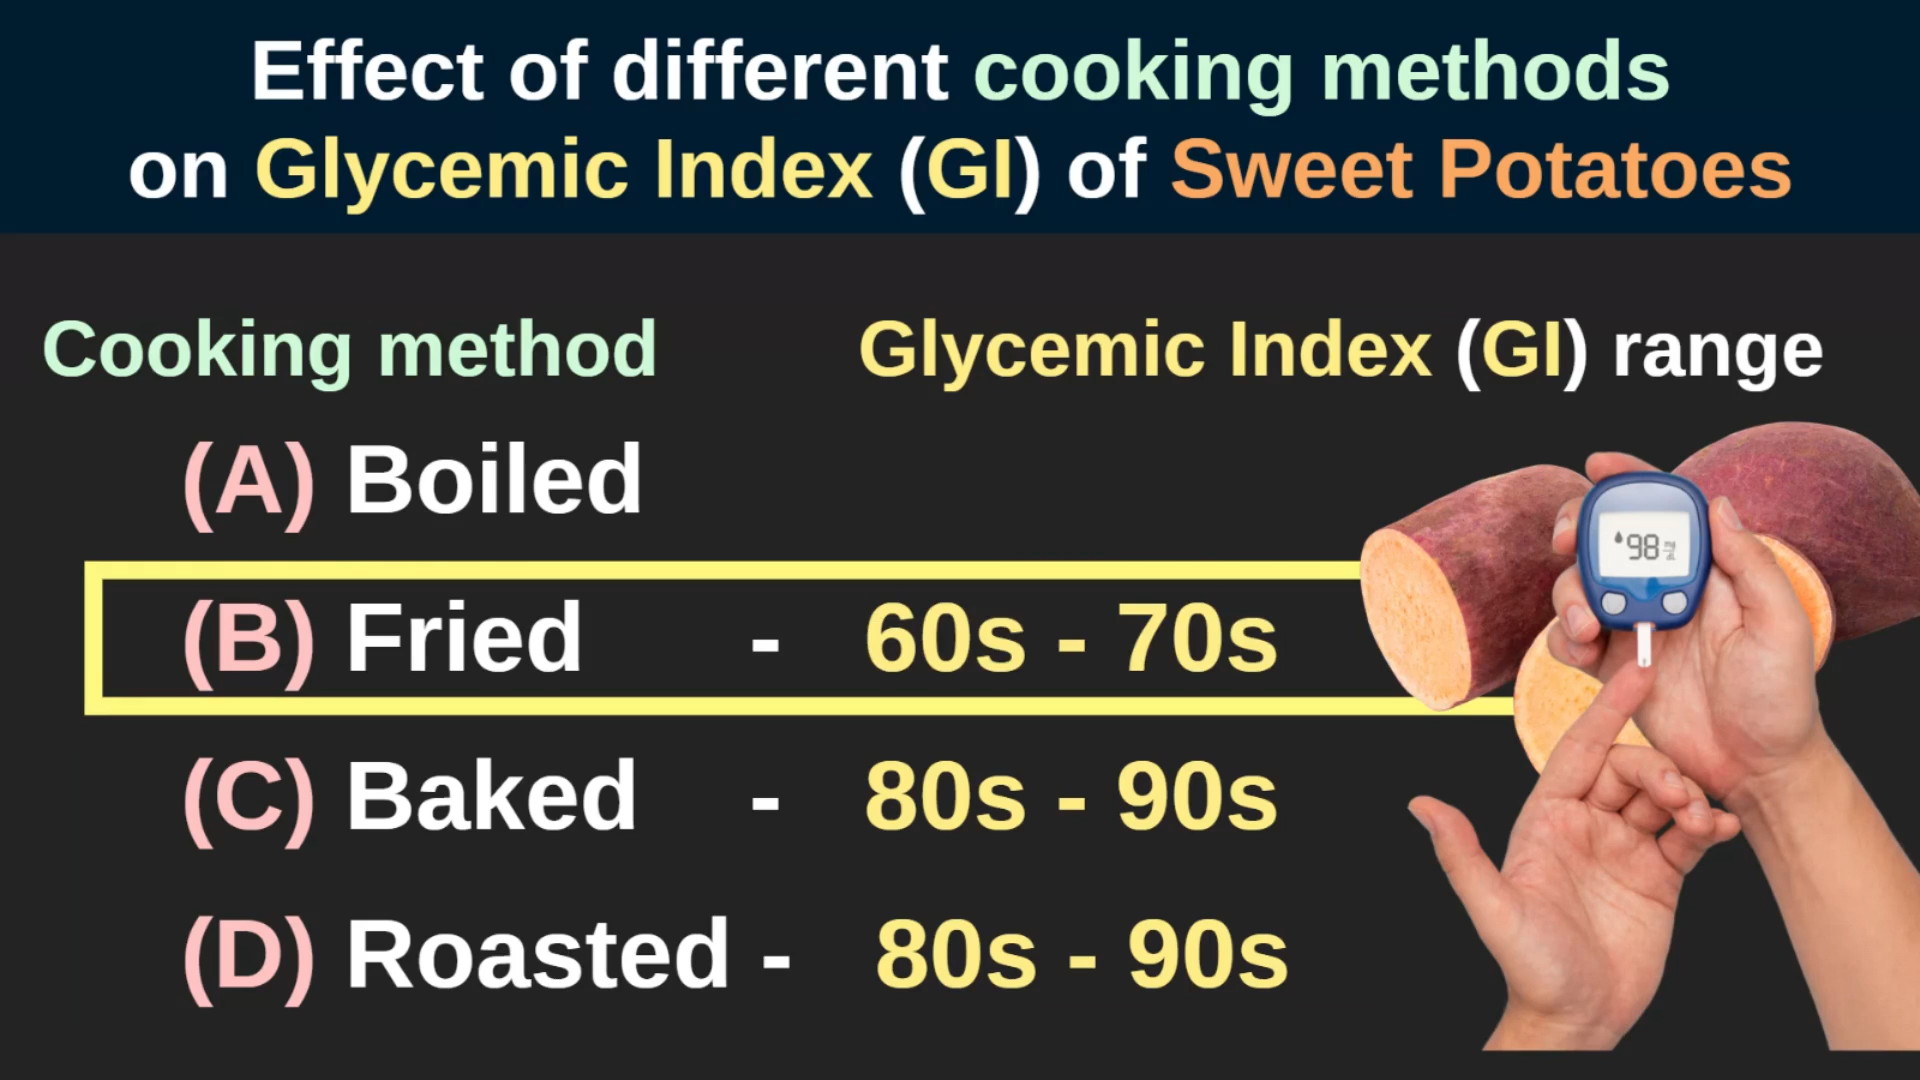 Effect of different cooking methods
on Glycemic Index (GI) of Sweet Potatoes
Cooking method Glycemic Index (GI) range
(A) Boiled
(B) Fried - 60s - 70s
(C) Baked - 80s - 90s
(D) Roasted - 80s - 90s
98